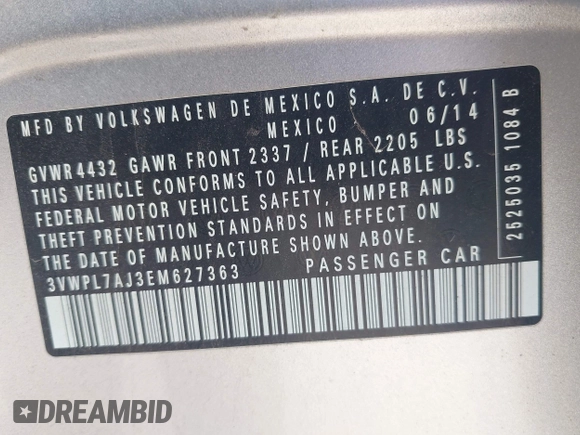 MFD BY VOLKSWAGEN DE MEXICO S.A. DE C.V.
MEXICO 06/14
GVWR 4432 GAWR FRONT 2337 / REAR 2205 LBS
THIS VEHICLE CONFORMS TO ALL APPLICABLE U.S.
FEDERAL MOTOR VEHICLE SAFETY, BUMPER AND
THEFT PREVENTION STANDARDS IN EFFECT ON
THE DATE OF MANUFACTURE SHOWN ABOVE.
3VWPL7AJ3EM627363 PASSENGER CAR
2525035 1084 B
DREAMBID